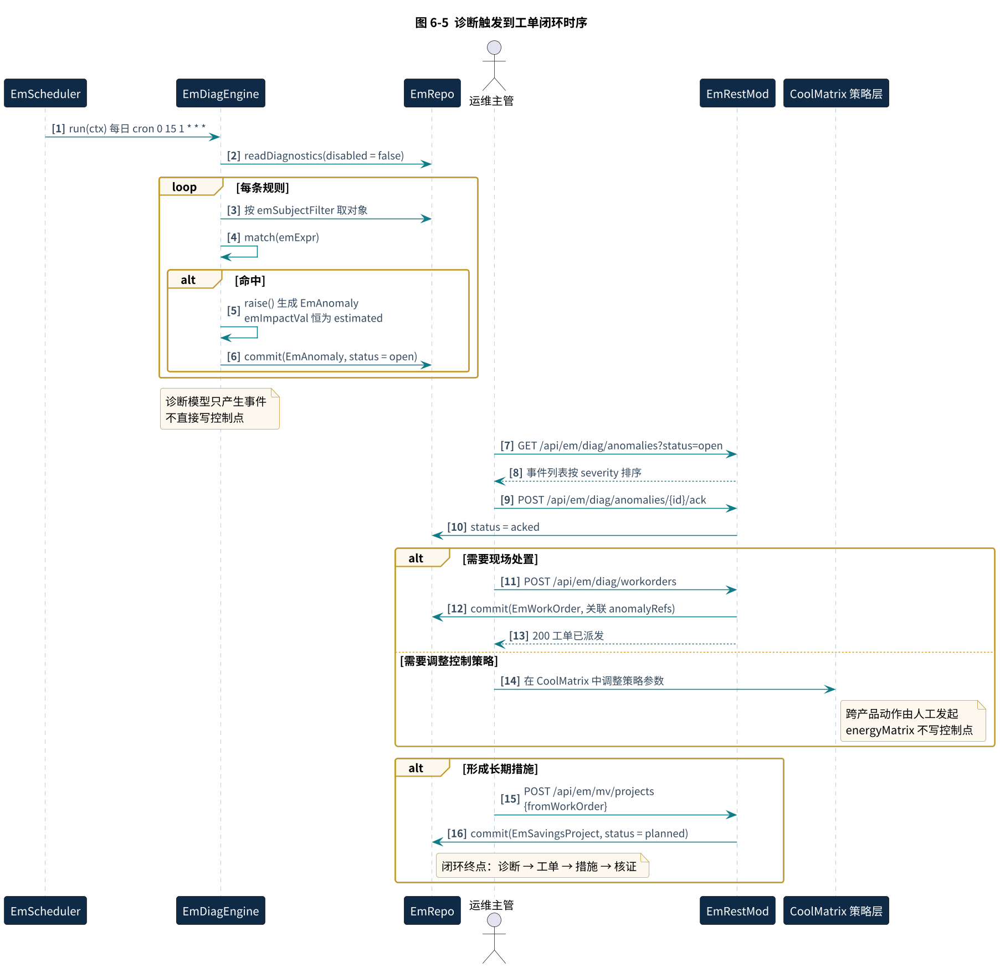 图 6-5  诊断触发到工单闭环时序
EmScheduler
EmDiagEngine
EmRepo
运维主管
EmRestMod
CoolMatrix 策略层
[1] run(ctx) 每日 cron 0 15 1 * * *
[2] readDiagnostics(disabled = false)
loop [每条规则]
[3] 按 emSubjectFilter 取对象
[4] match(emExpr)
alt [命中]
[5] raise() 生成 EmAnomaly
emImpactVal 恒为 estimated
[6] commit(EmAnomaly, status = open)
诊断模型只产生事件
不直接写控制点
[7] GET /api/em/diag/anomalies?status=open
[8] 事件列表按 severity 排序
[9] POST /api/em/diag/anomalies/{id}/ack
[10] status = acked
alt [需要现场处置]
[11] POST /api/em/diag/workorders
[12] commit(EmWorkOrder, 关联 anomalyRefs)
[13] 200 工单已派发
[需要调整控制策略]
[14] 在 CoolMatrix 中调整策略参数
跨产品动作由人工发起
energyMatrix 不写控制点
alt [形成长期措施]
[15] POST /api/em/mv/projects
{fromWorkOrder}
[16] commit(EmSavingsProject, status = planned)
闭环终点：诊断 → 工单 → 措施 → 核证
EmScheduler
EmDiagEngine
EmRepo
运维主管
EmRestMod
CoolMatrix 策略层